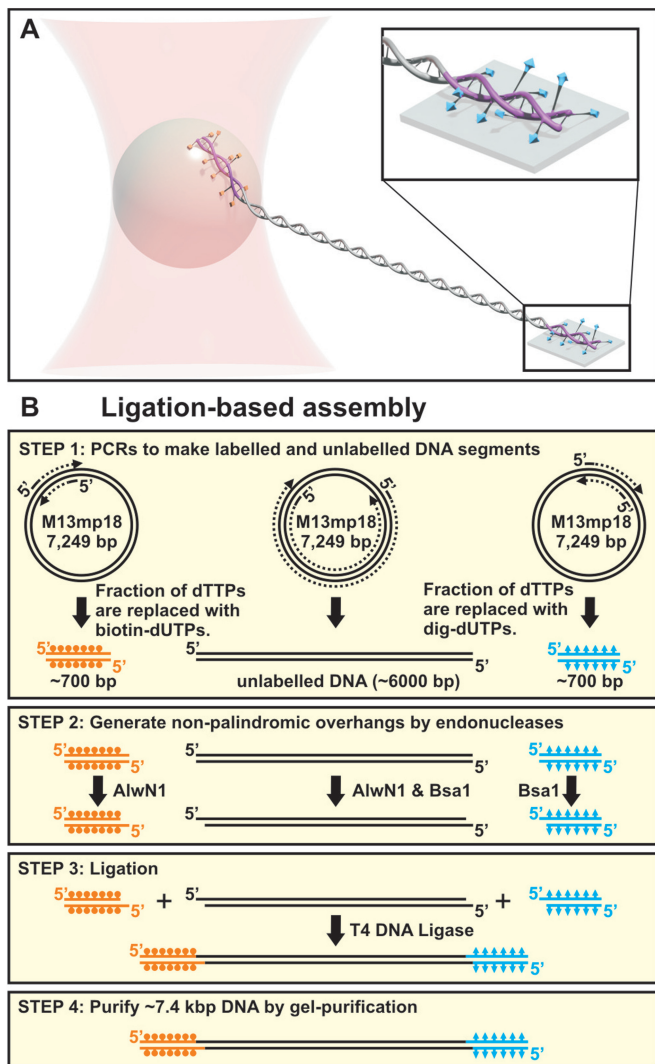 A
B Ligation-based assembly
STEP 1: PCRs to make labelled and unlabelled DNA segments
5’
5’
M13mp18
7,249 bp
5’
5’
M13mp18
7,249 bp
5’
5’
M13mp18
7,249 bp
Fraction of dTTPs
are replaced with
biotin-dUTPs.
Fraction of dTTPs
are replaced with
dig-dUTPs.
5’
5’
~700 bp
5’
5’
unlabelled DNA (~6000 bp)
5’
5’
~700 bp
STEP 2: Generate non-palindromic overhangs by endonucleases
5’
5’
5’
5’
5’
5’
AlwN1
AlwN1 & Bsa1
Bsa1
5’
5’
5’
5’
5’
5’
STEP 3: Ligation
5’
5’
+
5’
5’
+
5’
5’
T4 DNA Ligase
5’
5’
STEP 4: Purify ~7.4 kbp DNA by gel-purification
5’
5’